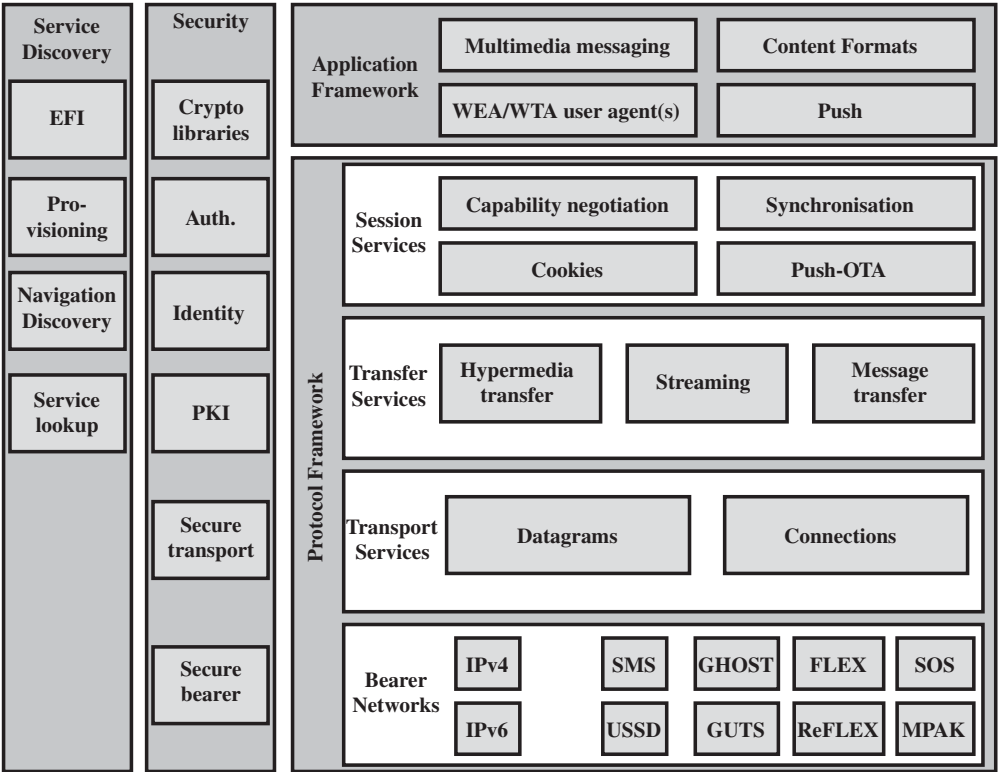 Service
Discovery
EFI
Pro-
visioning
Navigation
Discovery
Service
lookup
Security
Crypto
libraries
Auth.
Identity
PKI
Secure
transport
Secure
bearer
Application
Framework
Multimedia messaging
Content Formats
WEA/WTA user agent(s)
Push
Protocol Framework
Session
Services
Capability negotiation
Synchronisation
Cookies
Push-OTA
Transfer
Services
Hypermedia
transfer
Streaming
Message
transfer
Transport
Services
Datagrams
Connections
Bearer
Networks
IPv4
SMS
GHOST
FLEX
SOS
IPv6
USSD
GUTS
ReFLEX
MPAK